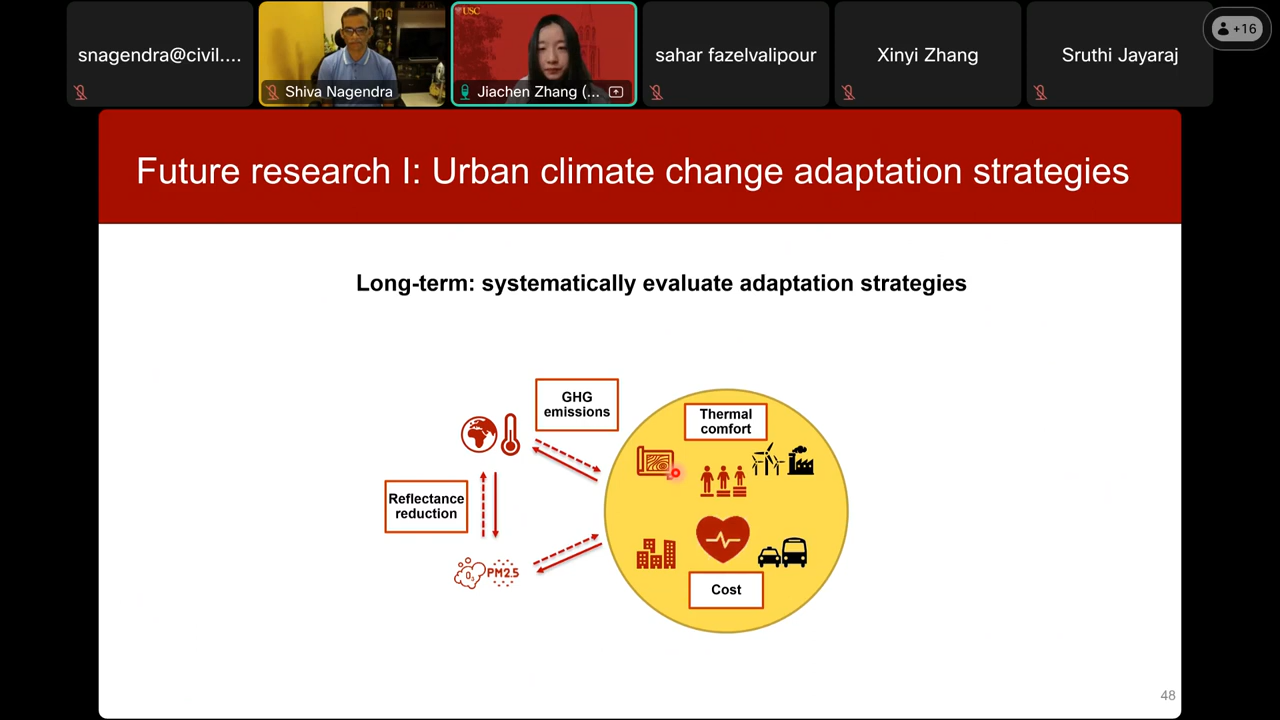 snagendra@civil....
Shiva Nagendra
USC
Jiachen Zhang (...
sahar fazelvalipour
Xinyi Zhang
Sruthi Jayaraj
+16
Future research I: Urban climate change adaptation strategies
Long-term: systematically evaluate adaptation strategies
GHG
emissions
Thermal
comfort
Reflectance
reduction
O3
PM2.5
Cost
48